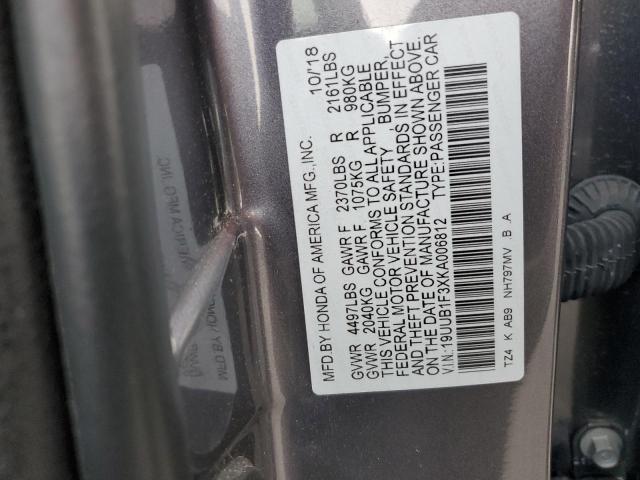 MFD.BY HONDA OF AMERICA MFG.,INC. 10/'18
GVWR 4497LBS GAWR F 2370LBS R 2161LBS
GVWR 2040KG GAWR F 1075KG R 980KG
THIS VEHICLE CONFORMS TO ALL APPLICABLE
FEDERAL MOTOR VEHICLE SAFETY, BUMPER,
AND THEFT PREVENTION STANDARDS IN EFFECT
ON THE DATE OF MANUFACTURE SHOWN ABOVE.
V.I.N.:19UUB1F3XKA006812 TYPE:PASSENGER CAR
TZ4 K AB9 NH797MV B A